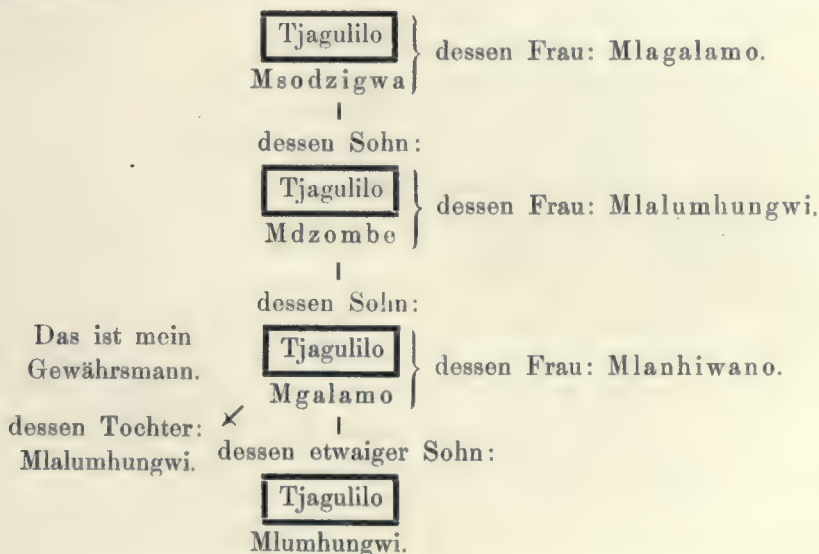 Tjagulilo
Msodzigwa
dessen Frau: Mlagalamo.
dessen Sohn:
Tjagulilo
Mdzombe
dessen Frau: Mlalumhungwi.
dessen Sohn:
Das ist mein
Gewährsmann.
Tjagulilo
Mgalamo
dessen Frau: Mlanhiwano.
dessen Tochter:
Mlalumhungwi.
dessen etwaiger Sohn:
Tjagulilo
Mlumhungwi.